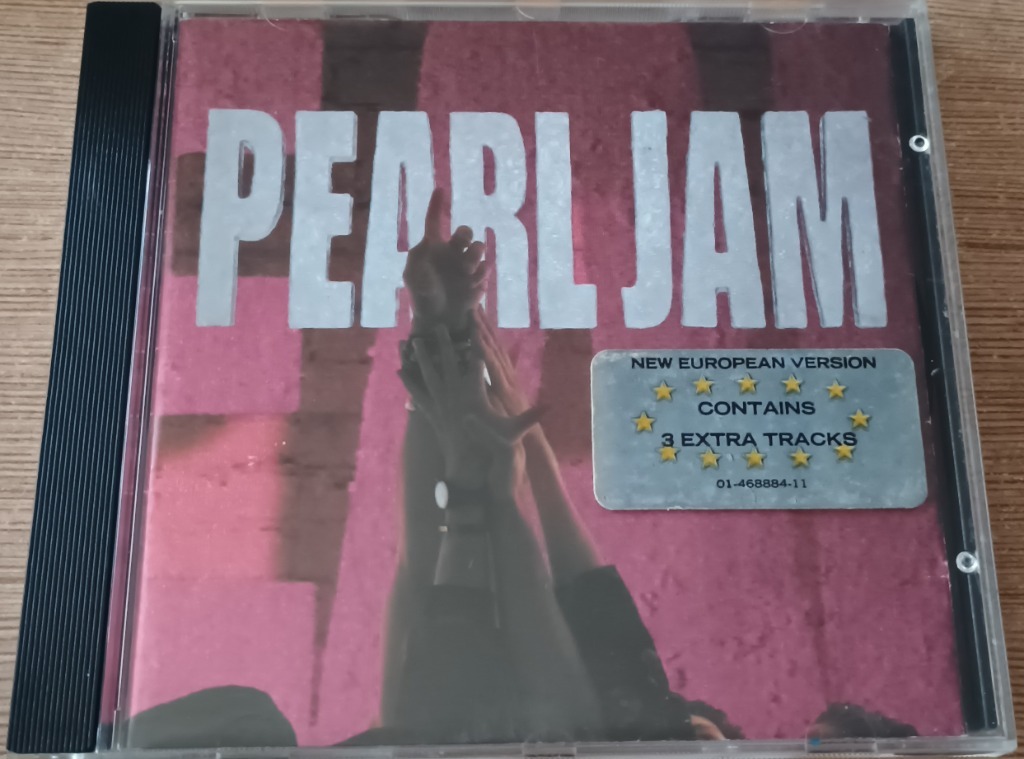 PEARL JAM
NEW EUROPEAN VERSION
CONTAINS
3 EXTRA TRACKS
01-468884-11